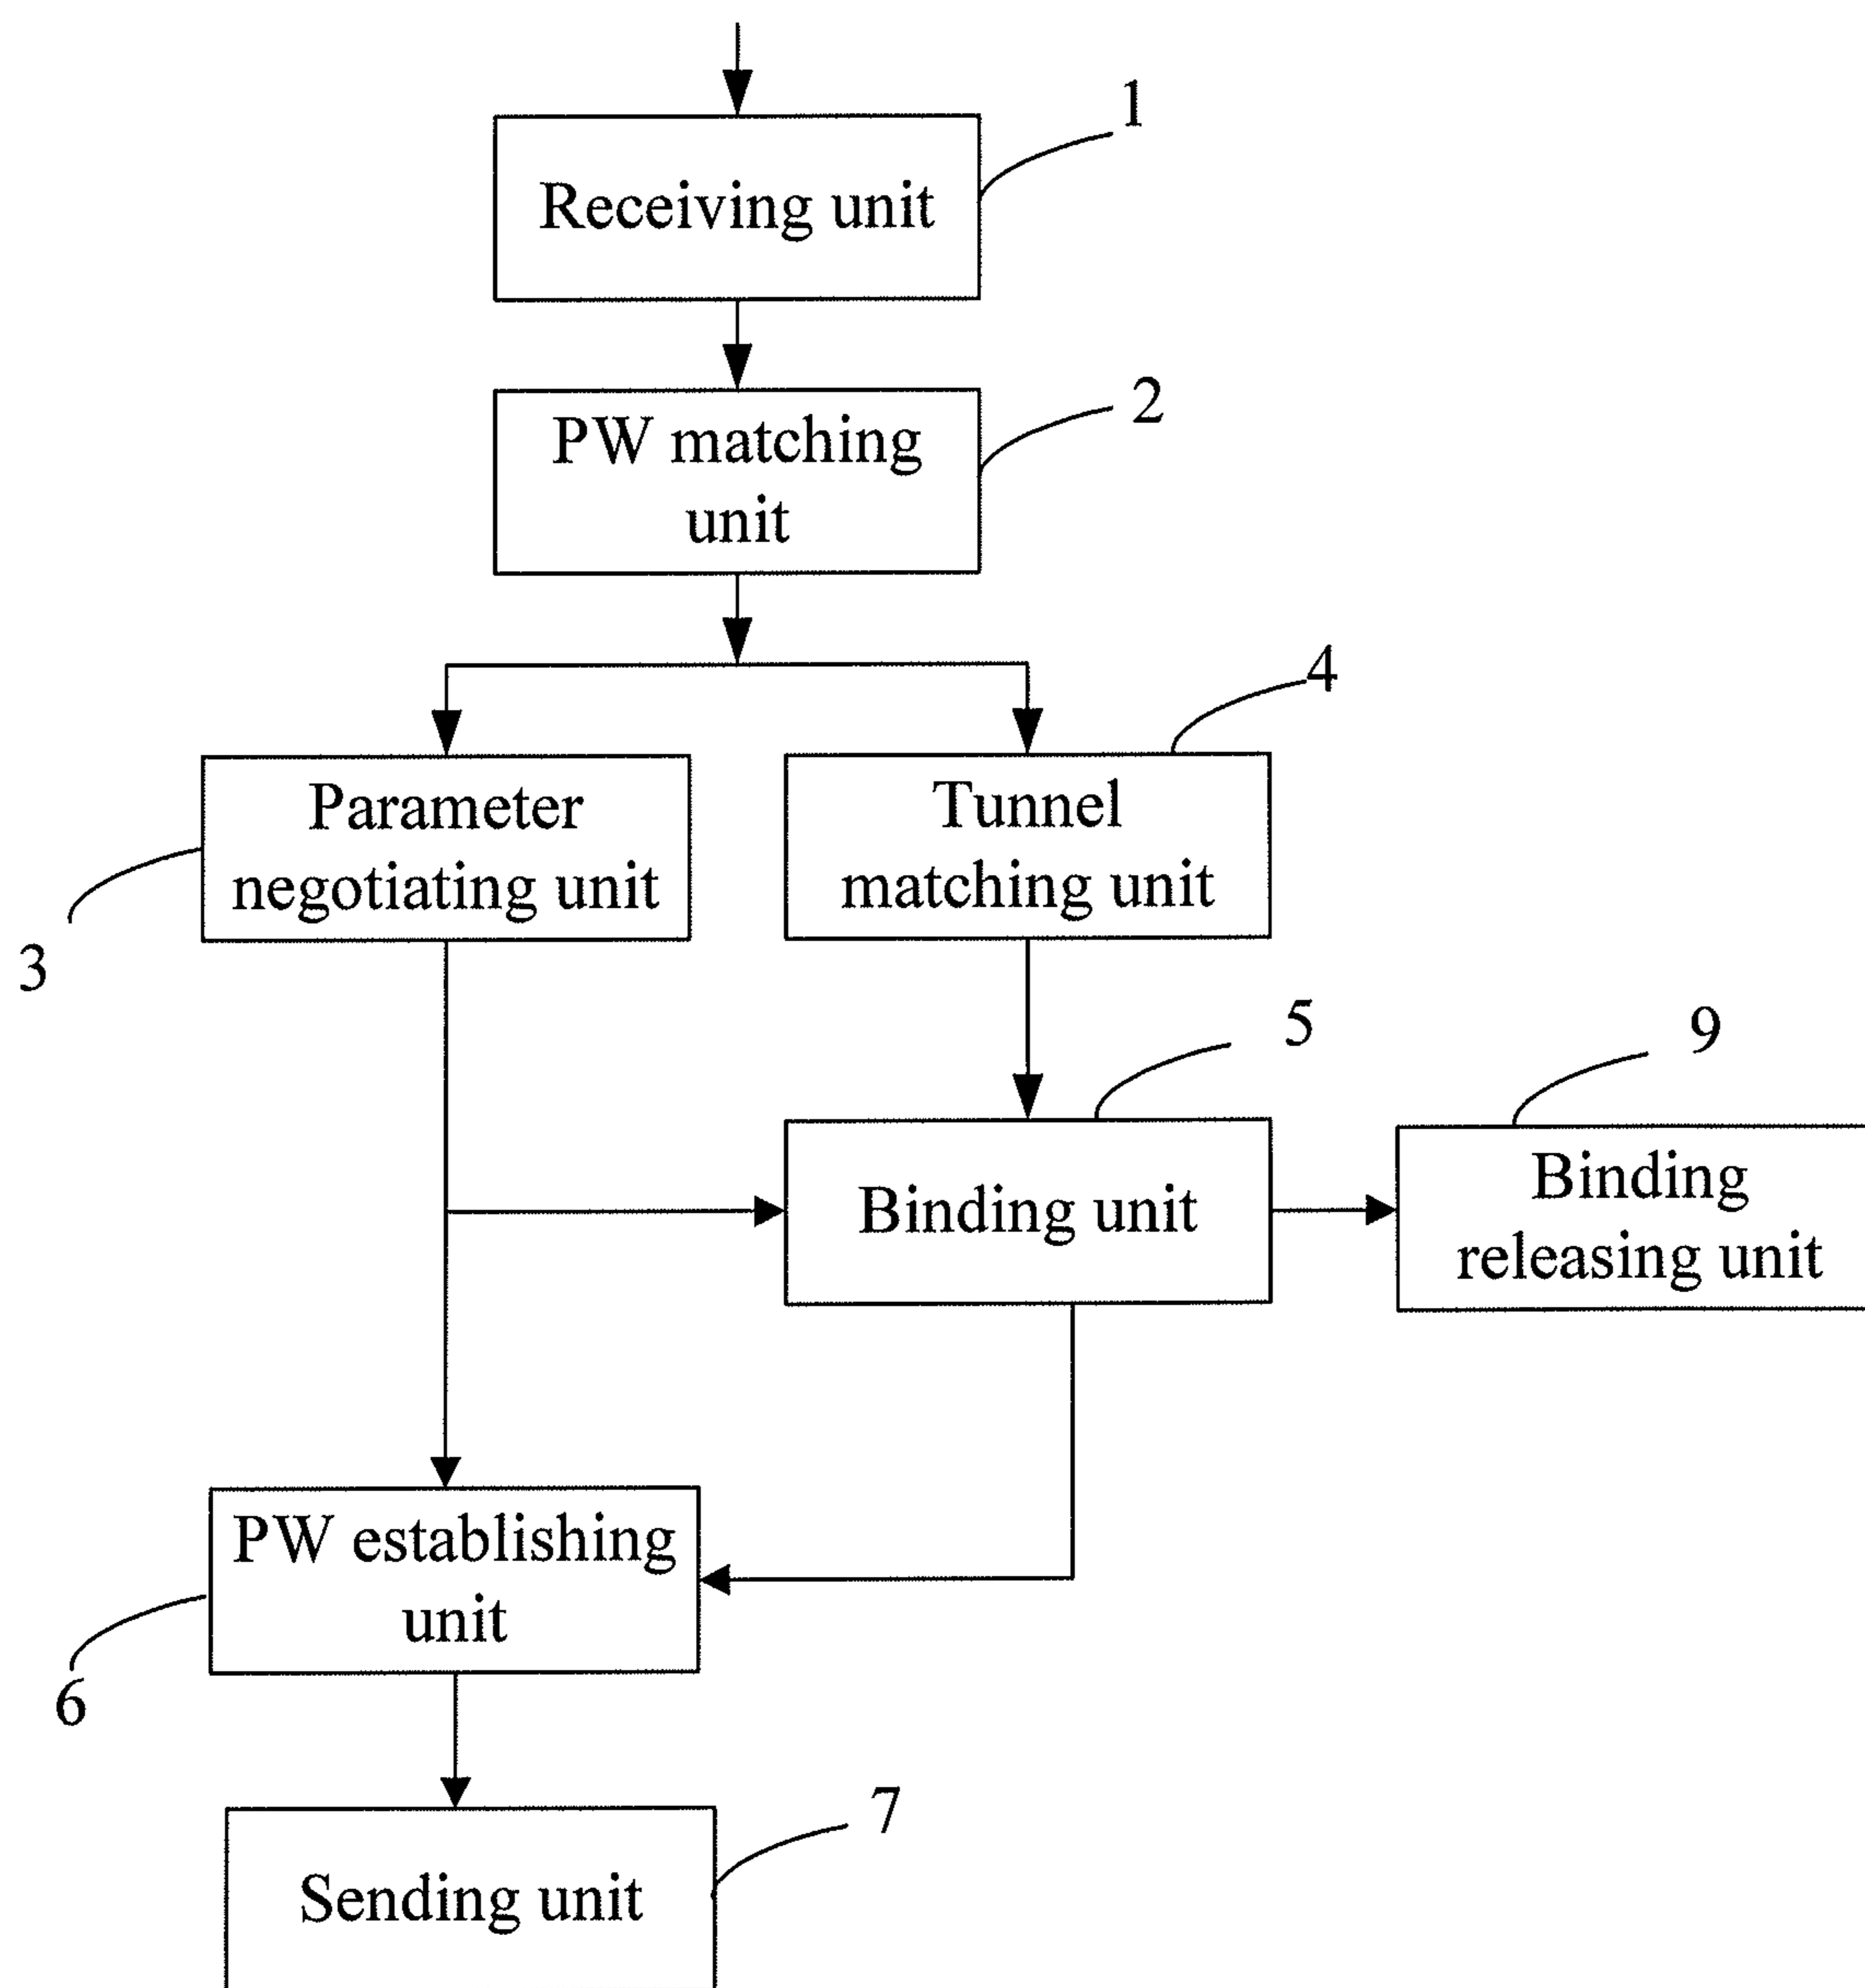 1
Receiving unit
2
PW matching
unit
4
Parameter
negotiating unit
3
Tunnel
matching unit
5
9
Binding unit
Binding
releasing unit
PW establishing
unit
6
7
Sending unit